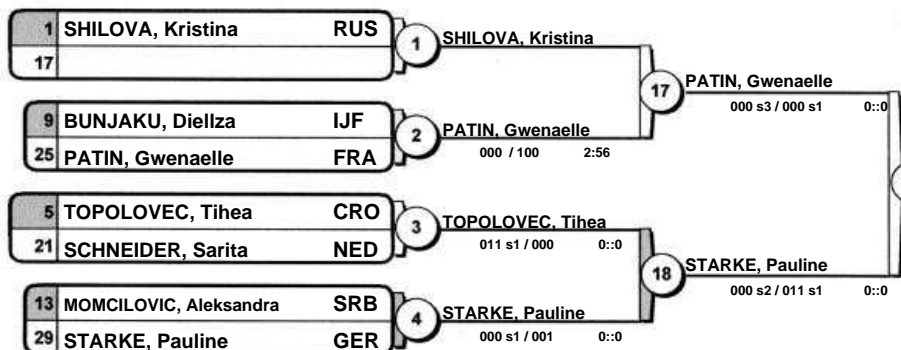 1 SHILOVA, Kristina RUS
17
1
SHILOVA, Kristina
9 BUNJAKU, Diellza IJF
25 PATIN, Gwenaelle FRA
2
PATIN, Gwenaelle
000 / 100 2:56
17
PATIN, Gwenaelle
000 s3 / 000 s1 0::0
5 TOPOLOVEC, Tihea CRO
21 SCHNEIDER, Sarita NED
3
TOPOLOVEC, Tihea
011 s1 / 000 0::0
13 MOMCILOVIC, Aleksandra SRB
29 STARKE, Pauline GER
4
STARKE, Pauline
000 s1 / 001 0::0
18
STARKE, Pauline
000 s2 / 011 s1 0::0